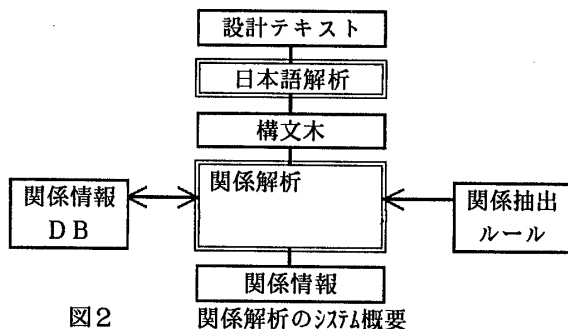 設計テキスト
日本語解析
構文木
関係解析
関係情報
ＤＢ
関係抽出
ルール
関係情報
図２ 関係解析のｼｽﾃﾑ概要